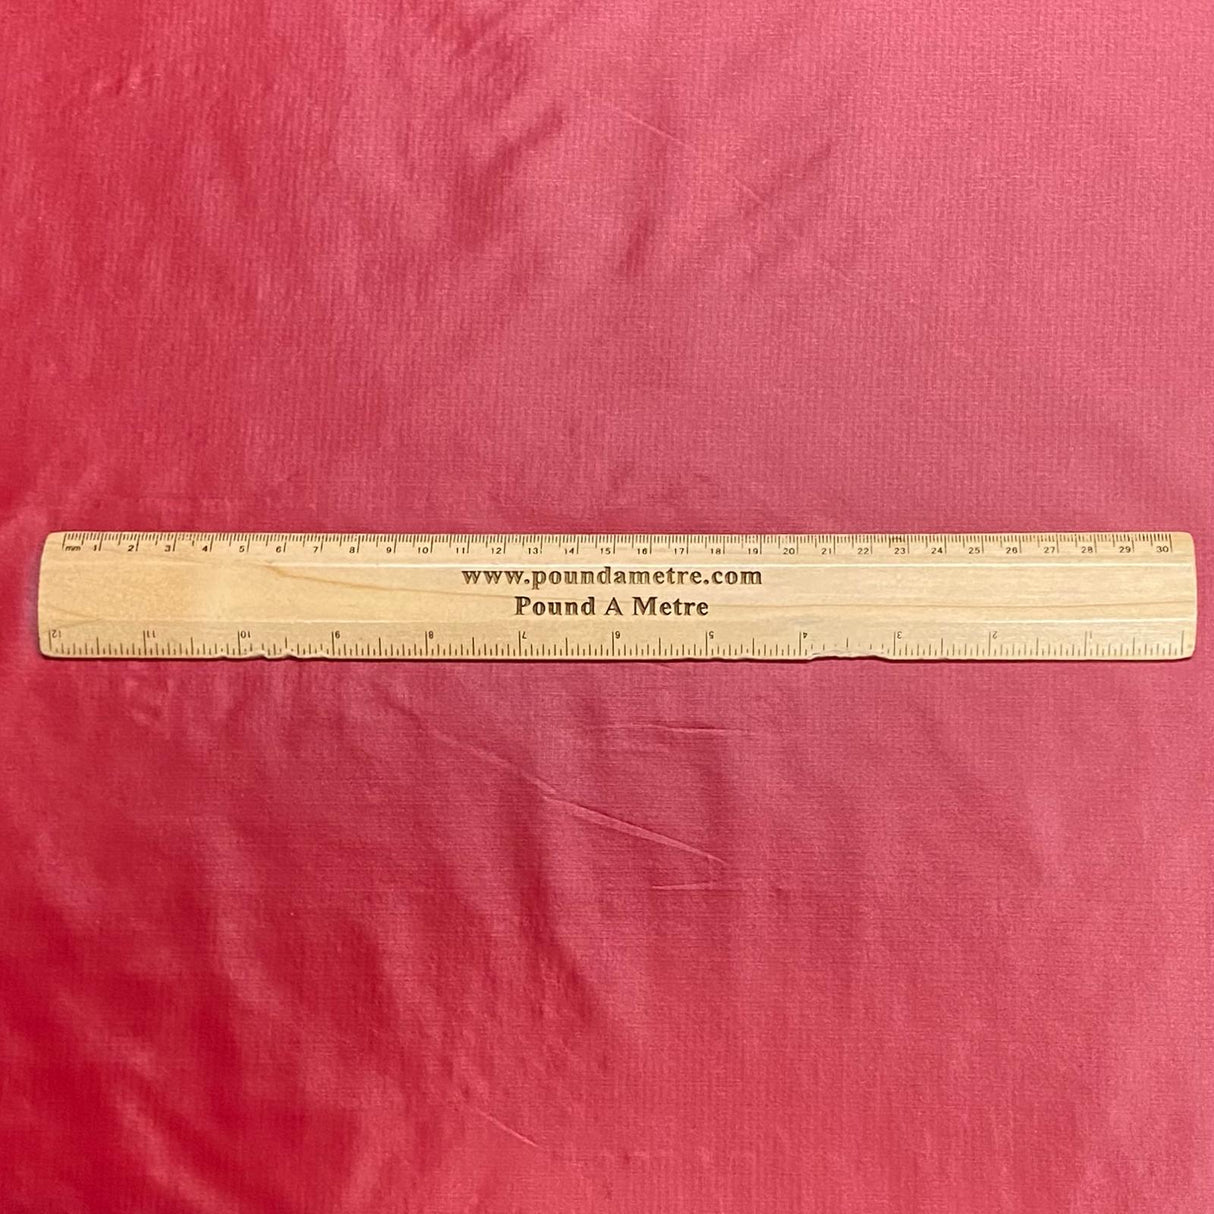 mm 1 2 3 4 5 6 7 8 9 10 11 12 13 14 15 16 17 18 19 20 21 22 23 24 25 26 27 28 29 30
www.poundametre.com
Pound A Metre
12 11 10 9 8 7 6 5 4 3 2 1